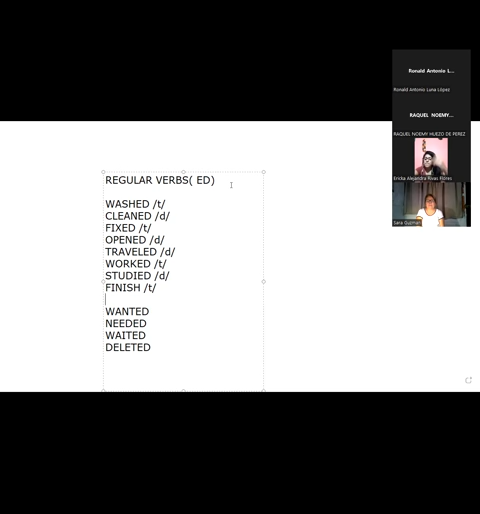 Ronald Antonio L...
Ronald Antonio Luna López
RAQUEL NOEMY...
RAQUEL NOEMY HUEZO DE PEREZ
Ericka Alejandra Rivas Flores
Sara Guzman
REGULAR VERBS( ED)
WASHED /t/
CLEANED /d/
FIXED /t/
OPENED /d/
TRAVELED /d/
WORKED /t/
STUDIED /d/
FINISH /t/
WANTED
NEEDED
WAITED
DELETED